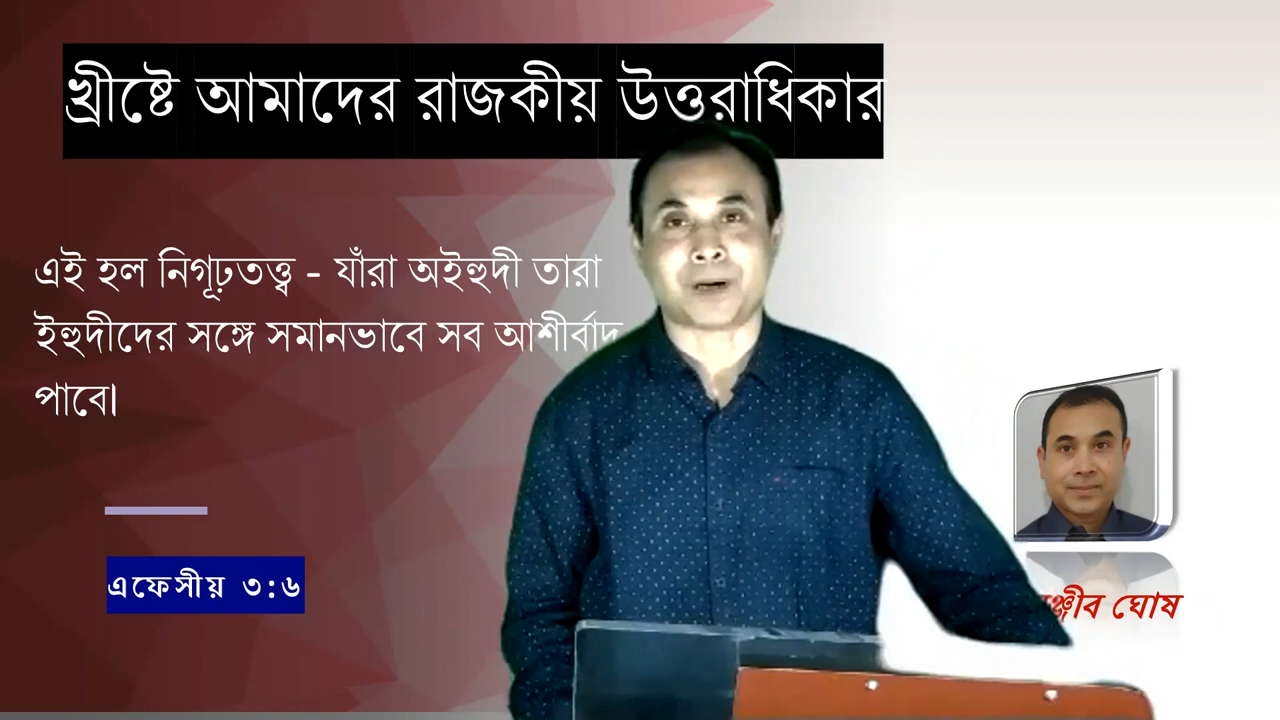 খ্রীষ্টে আমাদের রাজকীয় উত্তরাধিকার
এই হল নিগূঢ়তত্ত্ব - যাঁরা অইহুদী তারা
ইহুদীদের সঙ্গে সমানভাবে সব আশীর্বাদ
পাবে।
এফেসীয় ৩:৬
ঘোষ